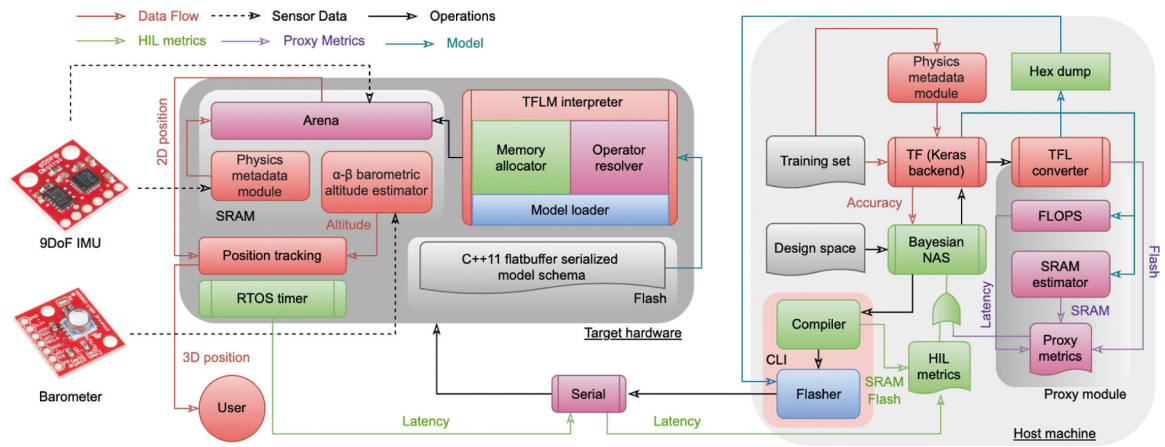 Data Flow
Sensor Data
Operations
HIL metrics
Proxy Metrics
Model
9DoF IMU
Barometer
2D position
Arena
Physics
metadata
module
α-β barometric
altitude estimator
SRAM
Altitude
Position tracking
RTOS timer
TFLM interpreter
Memory
allocator
Operator
resolver
Model loader
C++11 flatbuffer serialized
model schema
Flash
Target hardware
3D position
User
Latency
Serial
Latency
Physics
metadata
module
Hex dump
Training set
TF (Keras
backend)
TFL
converter
Accuracy
FLOPS
Design space
Bayesian
NAS
SRAM
estimator
Flash
Latency
SRAM
Compiler
CLI
Flasher
SRAM
Flash
HIL
metrics
Proxy
metrics
Proxy module
Host machine